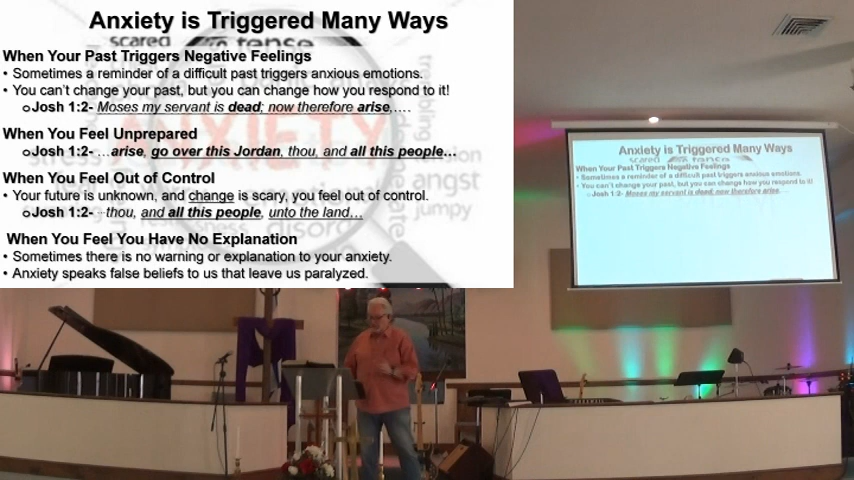 Anxiety is Triggered Many Ways
scared tense
When Your Past Triggers Negative Feelings
• Sometimes a reminder of a difficult past triggers anxious emotions.
• You can't change your past, but you can change how you respond to it!
oJosh 1:2- Moses my servant is dead; now therefore arise,....
ANXIETY
trembling
When You Feel Unprepared
oJosh 1:2- ...arise, go over this Jordan, thou, and all this people...
stress
When You Feel Out of Control
angst
• Your future is unknown, and change is scary, you feel out of control.
jumpy
oJosh 1:2- thou, and all this people, unto the land...
disorder
When You Feel You Have No Explanation
• Sometimes there is no warning or explanation to your anxiety.
• Anxiety speaks false beliefs to us that leave us paralyzed.
Anxiety is Triggered Many Ways
scared tense
When Your Past Triggers Negative Feelings
• Sometimes a reminder of a difficult past triggers anxious emotions.
• You can't change your past, but you can change how you respond to it!
oJosh 1:2- Moses my servant is dead; now therefore arise,....